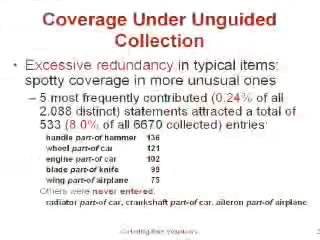 Coverage Under Unguided
Collection
• Excessive redundancy in typical items:
spotty coverage in more unusual ones
– 5 most frequently contributed (0.24% of all
2,088 distinct) statements attracted a total of
533 (8.0% of all 6670 collected) entries
handle part-of hammer 136
wheel part-of car 121
engine part-of car 102
blade part-of knife 99
wing part-of airplane 75
Others were never entered:
radiator part-of car, crankshaft part-of car, aileron part-of airplane